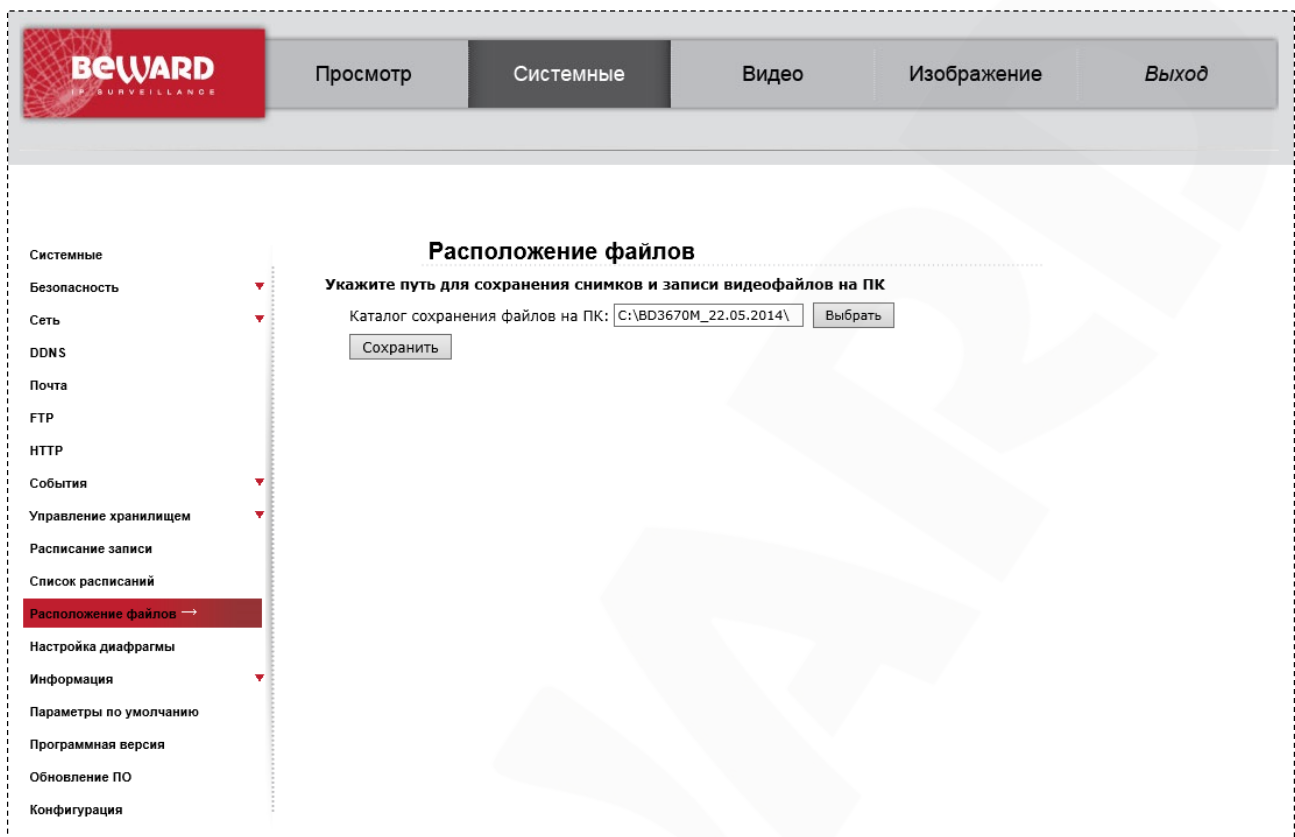 BEWARD
IP SURVEILLANCE
Просмотр
Системные
Видео
Изображение
Выход
Системные
Безопасность
Сеть
DDNS
Почта
FTP
HTTP
События
Управление хранилищем
Расписание записи
Список расписаний
Расположение файлов →
Настройка диафрагмы
Информация
Параметры по умолчанию
Программная версия
Обновление ПО
Конфигурация
Расположение файлов
Укажите путь для сохранения снимков и записи видеофайлов на ПК
Каталог сохранения файлов на ПК: C:\BD3670M_22.05.2014\ Выбрать
Сохранить